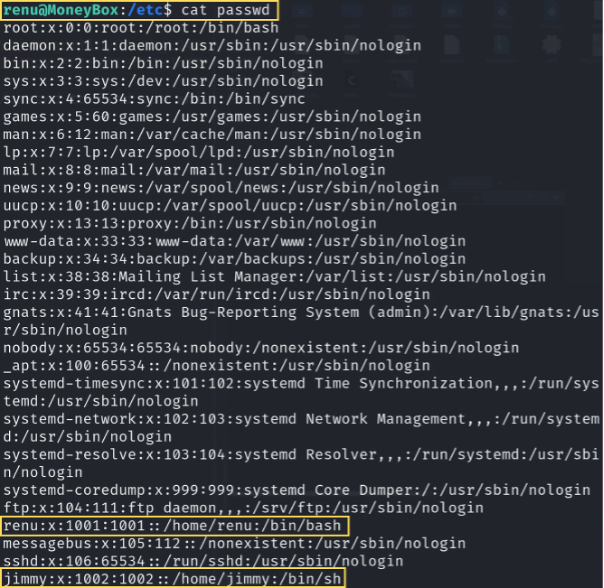 renu@MoneyBox:/etc$ cat passwd
root:x:0:0:root:/root:/bin/bash
daemon:x:1:1:daemon:/usr/sbin:/usr/sbin/nologin
bin:x:2:2:bin:/bin:/usr/sbin/nologin
sys:x:3:3:sys:/dev:/usr/sbin/nologin
sync:x:4:65534:sync:/bin:/bin/sync
games:x:5:60:games:/usr/games:/usr/sbin/nologin
man:x:6:12:man:/var/cache/man:/usr/sbin/nologin
lp:x:7:7:lp:/var/spool/lpd:/usr/sbin/nologin
mail:x:8:8:mail:/var/mail:/usr/sbin/nologin
news:x:9:9:news:/var/spool/news:/usr/sbin/nologin
uucp:x:10:10:uucp:/var/spool/uucp:/usr/sbin/nologin
proxy:x:13:13:proxy:/bin:/usr/sbin/nologin
www-data:x:33:33:www-data:/var/www:/usr/sbin/nologin
backup:x:34:34:backup:/var/backups:/usr/sbin/nologin
list:x:38:38:Mailing List Manager:/var/list:/usr/sbin/nologin
irc:x:39:39:ircd:/var/run/ircd:/usr/sbin/nologin
gnats:x:41:41:Gnats Bug-Reporting System (admin):/var/lib/gnats:/us
r/sbin/nologin
nobody:x:65534:65534:nobody:/nonexistent:/usr/sbin/nologin
_apt:x:100:65534::/nonexistent:/usr/sbin/nologin
systemd-timesync:x:101:102:systemd Time Synchronization,,,:/run/sys
temd:/usr/sbin/nologin
systemd-network:x:102:103:systemd Network Management,,,:/run/system
d:/usr/sbin/nologin
systemd-resolve:x:103:104:systemd Resolver,,,:/run/systemd:/usr/sbi
n/nologin
systemd-coredump:x:999:999:systemd Core Dumper:/:/usr/sbin/nologin
ftp:x:104:111:ftp daemon,,,:/srv/ftp:/usr/sbin/nologin
renu:x:1001:1001::/home/renu:/bin/bash
messagebus:x:105:112::/nonexistent:/usr/sbin/nologin
sshd:x:106:65534::/run/sshd:/usr/sbin/nologin
jimmy:x:1002:1002::/home/jimmy:/bin/sh